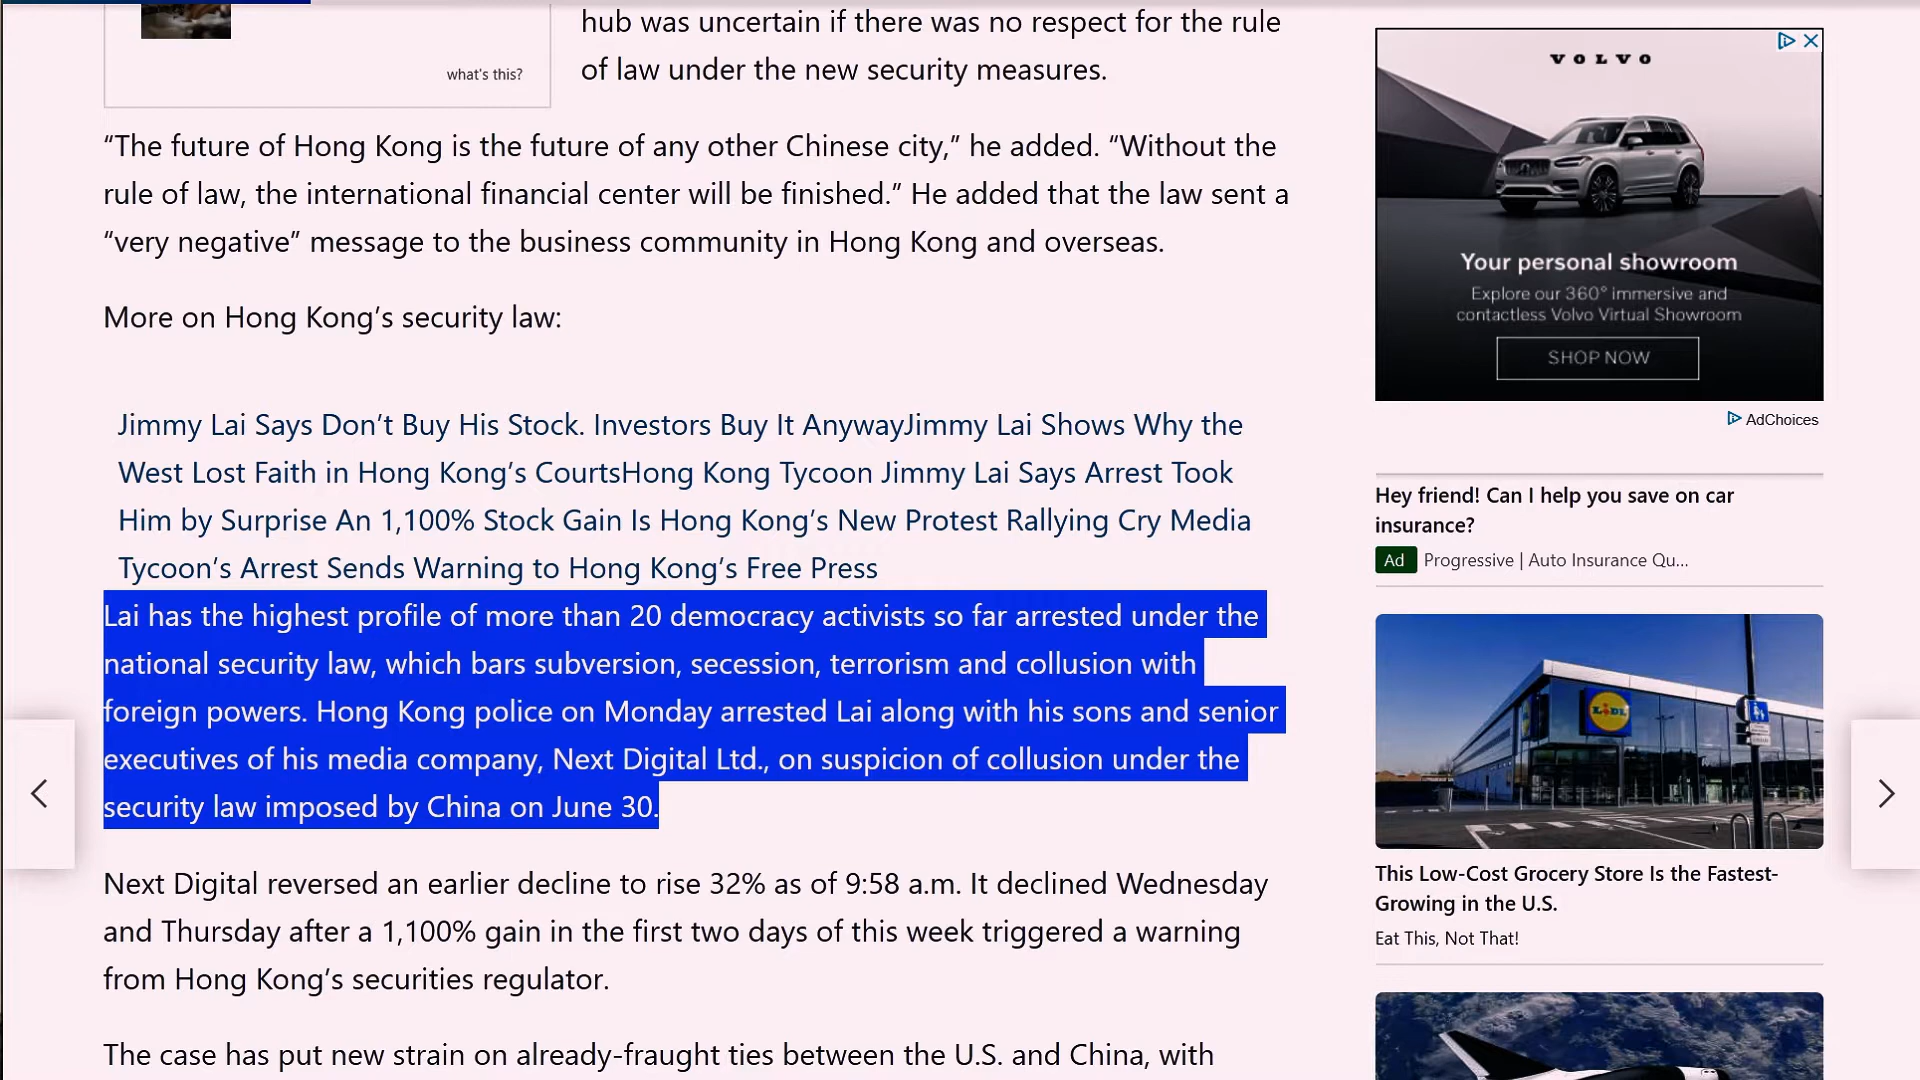 what's this?
hub was uncertain if there was no respect for the rule
of law under the new security measures.
“The future of Hong Kong is the future of any other Chinese city,” he added. “Without the
rule of law, the international financial center will be finished.” He added that the law sent a
“very negative” message to the business community in Hong Kong and overseas.
More on Hong Kong’s security law:
Jimmy Lai Says Don’t Buy His Stock. Investors Buy It AnywayJimmy Lai Shows Why the
West Lost Faith in Hong Kong’s CourtsHong Kong Tycoon Jimmy Lai Says Arrest Took
Him by Surprise An 1,100% Stock Gain Is Hong Kong’s New Protest Rallying Cry Media
Tycoon’s Arrest Sends Warning to Hong Kong’s Free Press
Lai has the highest profile of more than 20 democracy activists so far arrested under the
national security law, which bars subversion, secession, terrorism and collusion with
foreign powers. Hong Kong police on Monday arrested Lai along with his sons and senior
executives of his media company, Next Digital Ltd., on suspicion of collusion under the
security law imposed by China on June 30.
Next Digital reversed an earlier decline to rise 32% as of 9:58 a.m. It declined Wednesday
and Thursday after a 1,100% gain in the first two days of this week triggered a warning
from Hong Kong’s securities regulator.
The case has put new strain on already-fraught ties between the U.S. and China, with
VOLVO
Your personal showroom
Explore our 360° immersive and
contactless Volvo Virtual Showroom
SHOP NOW
AdChoices
Hey friend! Can I help you save on car
insurance?
Ad Progressive | Auto Insurance Qu...
LIDL
This Low-Cost Grocery Store Is the Fastest-
Growing in the U.S.
Eat This, Not That!